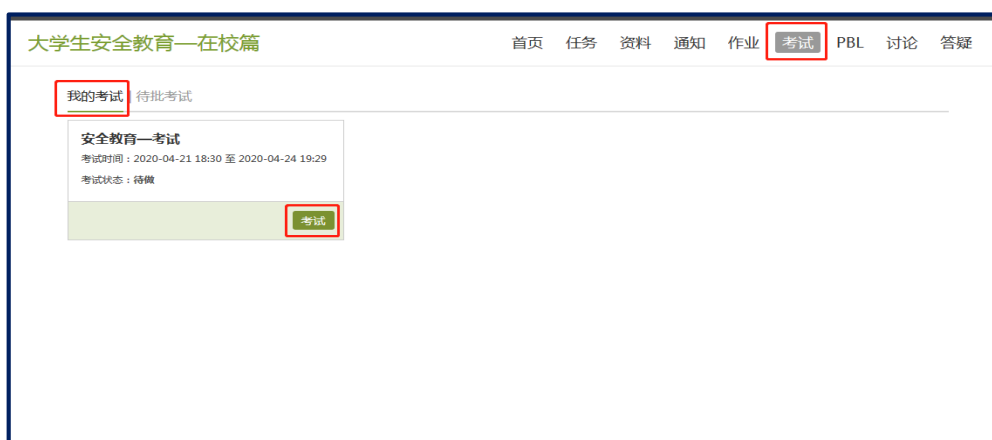 大学生安全教育—在校篇 首页 任务 资料 通知 作业 考试 PBL 讨论 答疑
我的考试 待批考试
安全教育—考试
考试时间：2020-04-21 18:30 至 2020-04-24 19:29
考试状态：待做
考试